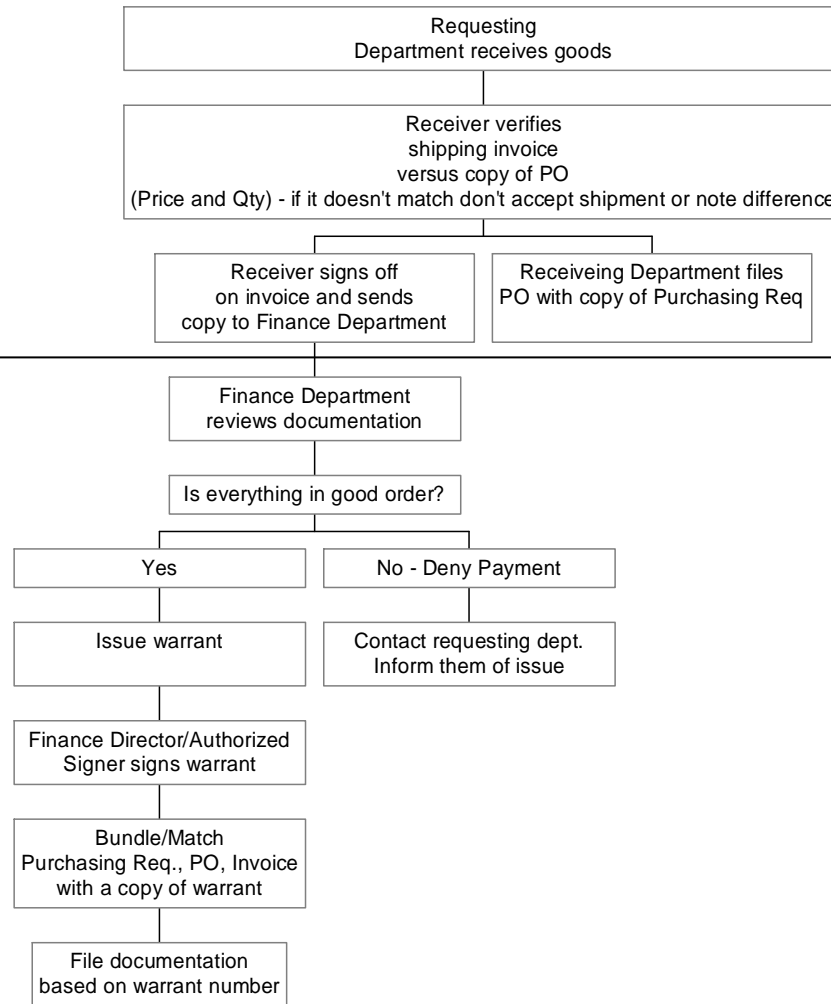 Requesting
Department receives goods
Receiver verifies
shipping invoice
versus copy of PO
(Price and Qty) - if it doesn't match don't accept shipment or note difference
Receiver signs off
on invoice and sends
copy to Finance Department
Receiveing Department files
PO with copy of Purchasing Req
Finance Department
reviews documentation
Is everything in good order?
Yes
No - Deny Payment
Issue warrant
Contact requesting dept.
Inform them of issue
Finance Director/Authorized
Signer signs warrant
Bundle/Match
Purchasing Req., PO, Invoice
with a copy of warrant
File documentation
based on warrant number